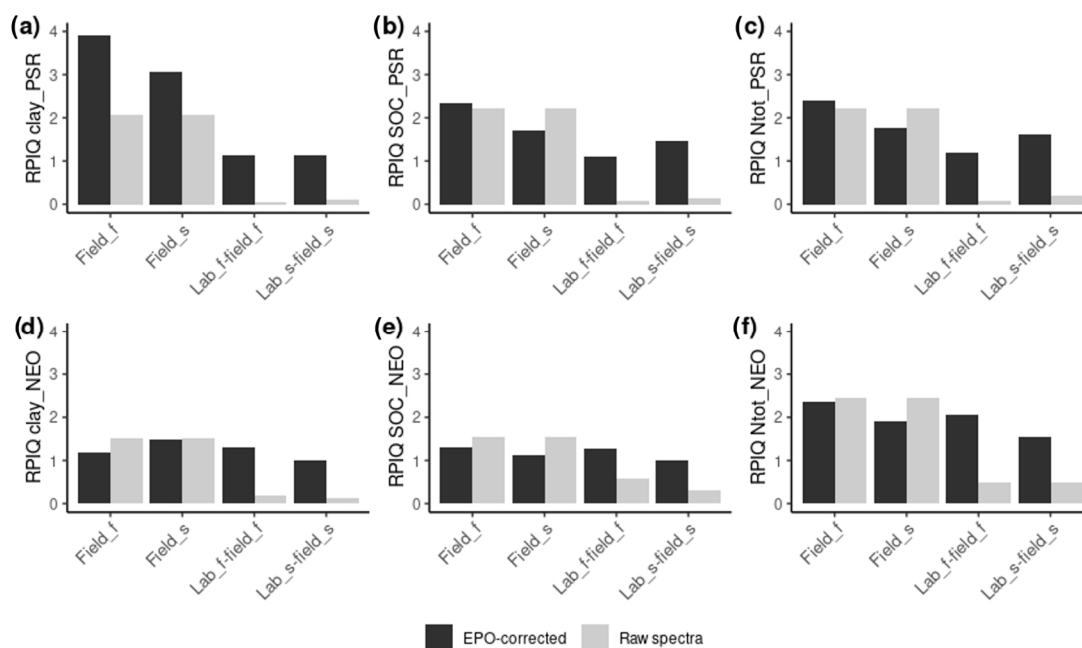 (a)
RPIQ clay_PSR
4
3
2
1
0
Field_f
Field_s
Lab_f-field_f
Lab_s-field_s
(b)
RPIQ SOC_PSR
4
3
2
1
0
Field_f
Field_s
Lab_f-field_f
Lab_s-field_s
(c)
RPIQ Ntot_PSR
4
3
2
1
0
Field_f
Field_s
Lab_f-field_f
Lab_s-field_s
(d)
RPIQ clay_NEO
4
3
2
1
0
Field_f
Field_s
Lab_f-field_f
Lab_s-field_s
(e)
RPIQ SOC_NEO
4
3
2
1
0
Field_f
Field_s
Lab_f-field_f
Lab_s-field_s
(f)
RPIQ Ntot_NEO
4
3
2
1
0
Field_f
Field_s
Lab_f-field_f
Lab_s-field_s
EPO-corrected
Raw spectra